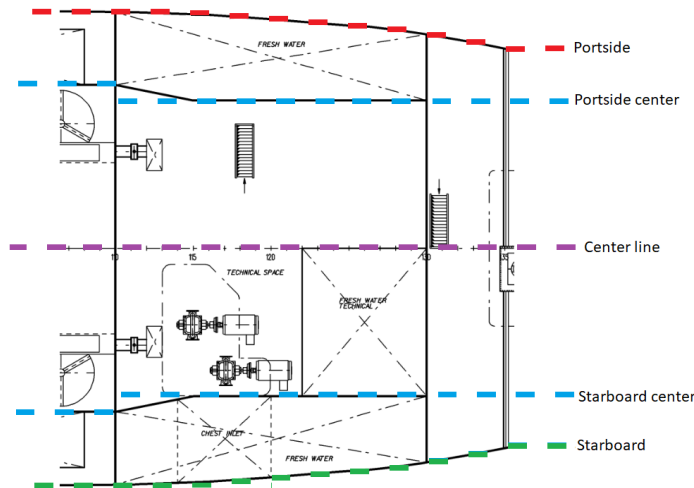 FRESH WATER
Portside
Portside center
Center line
110
115
120
130
135
TECHNICAL SPACE
FRESH WATER
TECHNICAL,
Starboard center
CHEST INLET
FRESH WATER
Starboard